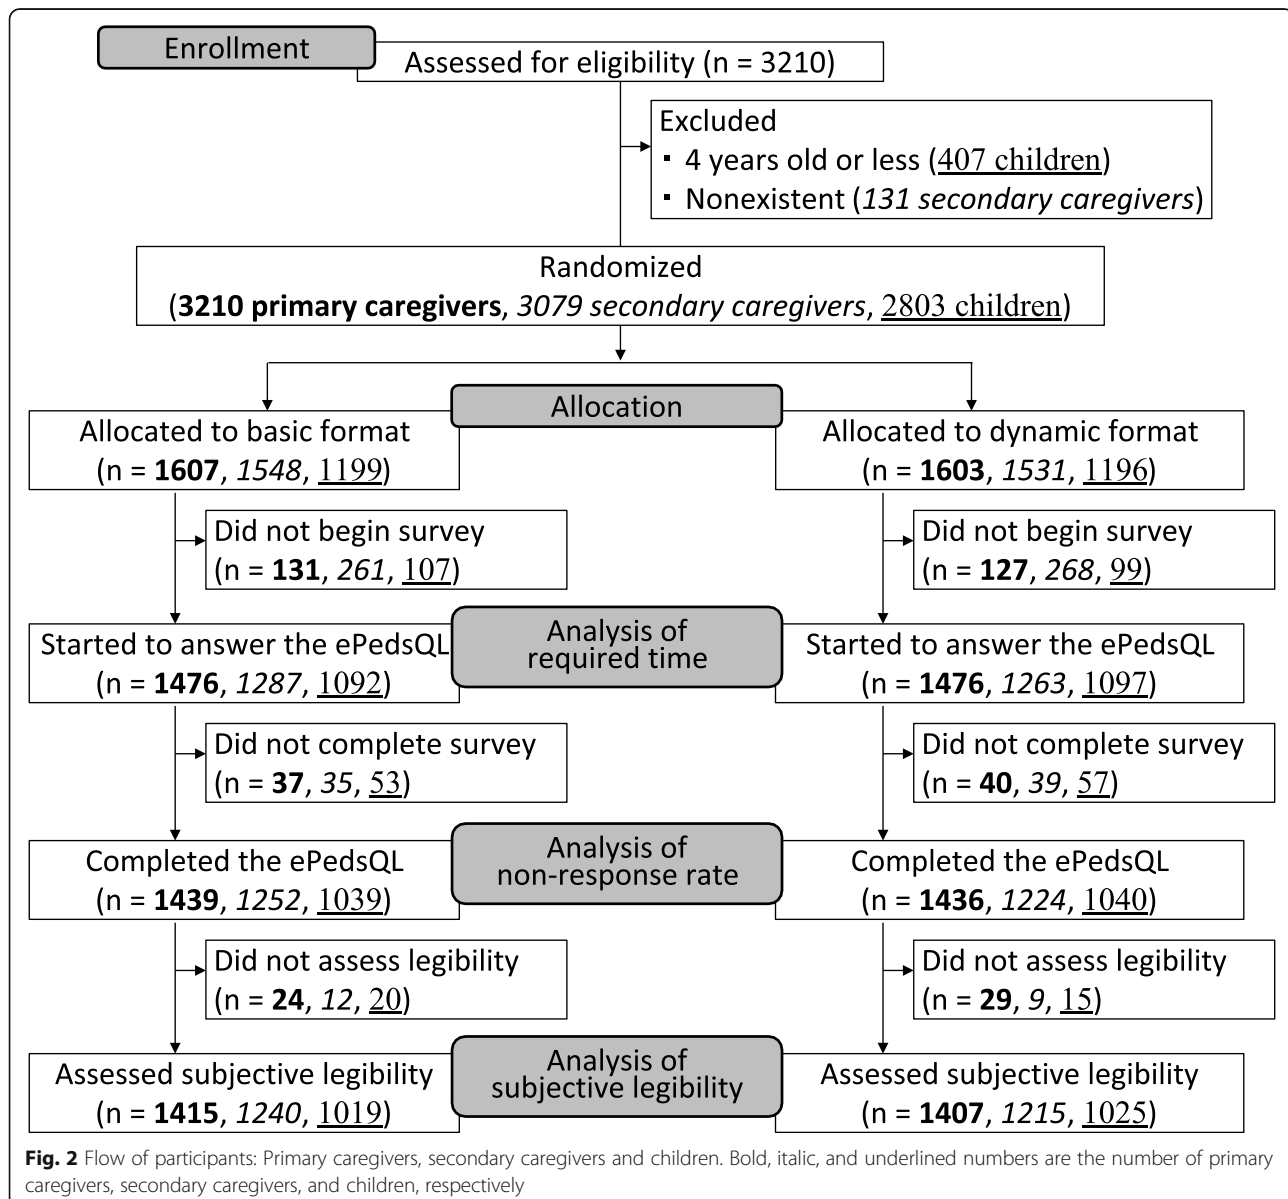 Enrollment
Assessed for eligibility (n = 3210)
Excluded
▪ 4 years old or less (407 children)
▪ Nonexistent (131 secondary caregivers)
Randomized
(3210 primary caregivers, 3079 secondary caregivers, 2803 children)
Allocation
Allocated to basic format
(n = 1607, 1548, 1199)
Allocated to dynamic format
(n = 1603, 1531, 1196)
Did not begin survey
(n = 131, 261, 107)
Did not begin survey
(n = 127, 268, 99)
Started to answer the ePedsQL
(n = 1476, 1287, 1092)
Analysis of
required time
Started to answer the ePedsQL
(n = 1476, 1263, 1097)
Did not complete survey
(n = 37, 35, 53)
Did not complete survey
(n = 40, 39, 57)
Completed the ePedsQL
(n = 1439, 1252, 1039)
Analysis of
non-response rate
Completed the ePedsQL
(n = 1436, 1224, 1040)
Did not assess legibility
(n = 24, 12, 20)
Did not assess legibility
(n = 29, 9, 15)
Assessed subjective legibility
(n = 1415, 1240, 1019)
Analysis of
subjective legibility
Assessed subjective legibility
(n = 1407, 1215, 1025)
Fig. 2 Flow of participants: Primary caregivers, secondary caregivers and children. Bold, italic, and underlined numbers are the number of primary
caregivers, secondary caregivers, and children, respectively